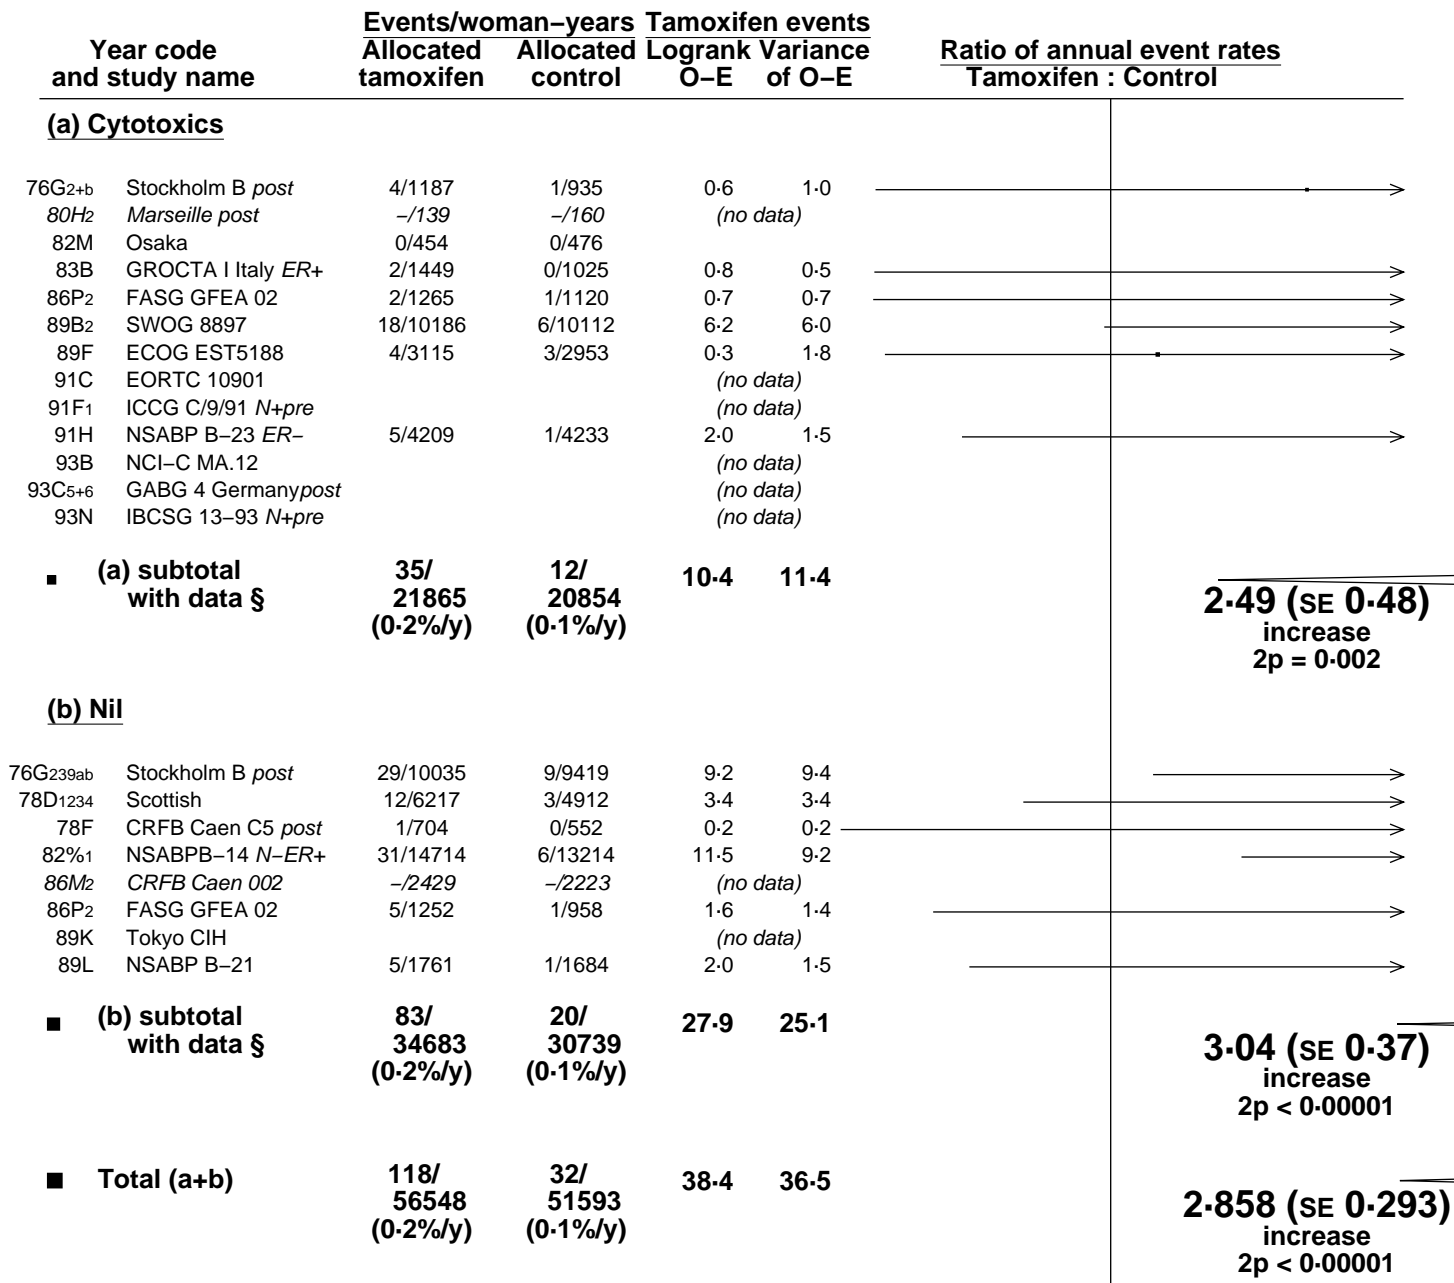 Events/woman–years Tamoxifen events
Year code Allocated Allocated Logrank Variance Ratio of annual event rates
and study name tamoxifen control O–E of O–E Tamoxifen : Control
(a) Cytotoxics
76G2+b Stockholm B post 4/1187 1/935 0·6 1·0
80H2 Marseille post –/139 –/160 (no data)
82M Osaka 0/454 0/476
83B GROCTA I Italy ER+ 2/1449 0/1025 0·8 0·5
86P2 FASG GFEA 02 2/1265 1/1120 0·7 0·7
89B2 SWOG 8897 18/10186 6/10112 6·2 6·0
89F ECOG EST5188 4/3115 3/2953 0·3 1·8
91C EORTC 10901 (no data)
91F1 ICCG C/9/91 N+pre (no data)
91H NSABP B–23 ER– 5/4209 1/4233 2·0 1·5
93B NCI–C MA.12 (no data)
93C5+6 GABG 4 Germanypost (no data)
93N IBCSG 13–93 N+pre (no data)
(a) subtotal 35/ 12/ 10·4 11·4
with data § 21865 20854 2·49 (SE 0·48)
(0·2%/y) (0·1%/y) increase
2p = 0·002
(b) Nil
76G239ab Stockholm B post 29/10035 9/9419 9·2 9·4
78D1234 Scottish 12/6217 3/4912 3·4 3·4
78F CRFB Caen C5 post 1/704 0/552 0·2 0·2
82%1 NSABPB–14 N–ER+ 31/14714 6/13214 11·5 9·2
86M2 CRFB Caen 002 –/2429 –/2223 (no data)
86P2 FASG GFEA 02 5/1252 1/958 1·6 1·4
89K Tokyo CIH (no data)
89L NSABP B–21 5/1761 1/1684 2·0 1·5
(b) subtotal 83/ 20/ 27·9 25·1
with data § 34683 30739 3·04 (SE 0·37)
(0·2%/y) (0·1%/y) increase
2p < 0·00001
Total (a+b) 118/ 32/ 38·4 36·5
56548 51593 2·858 (SE 0·293)
(0·2%/y) (0·1%/y) increase
2p < 0·00001